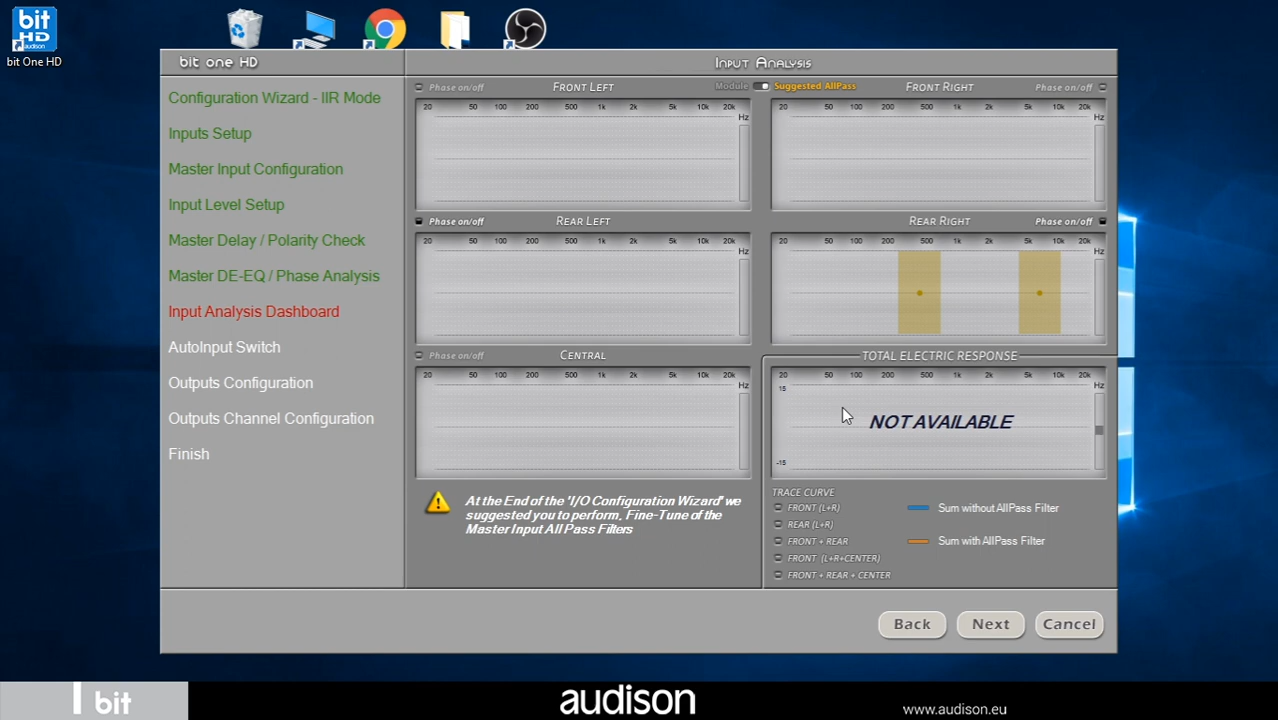 bit
HD
audison
bit One HD
bit one HD
Input Analysis
Configuration Wizard - IIR Mode
Inputs Setup
Master Input Configuration
Input Level Setup
Master Delay / Polarity Check
Master DE-EQ / Phase Analysis
Input Analysis Dashboard
AutoInput Switch
Outputs Configuration
Outputs Channel Configuration
Finish
Phase on/off FRONT LEFT Module Suggested AllPass FRONT RIGHT Phase on/off
20 50 100 200 500 1k 2k 5k 10k 20k
Hz
20 50 100 200 500 1k 2k 5k 10k 20k
Hz
Phase on/off REAR LEFT REAR RIGHT Phase on/off
20 50 100 200 500 1k 2k 5k 10k 20k
Hz
20 50 100 200 500 1k 2k 5k 10k 20k
Hz
Phase on/off CENTRAL TOTAL ELECTRIC RESPONSE
20 50 100 200 500 1k 2k 5k 10k 20k
Hz
20 50 100 200 500 1k 2k 5k 10k 20k
Hz
15
NOT AVAILABLE
-15
At the End of the 'I/O Configuration Wizard' we
suggested you to perform, Fine-Tune of the
Master Input All Pass Filters
TRACE CURVE
FRONT (L+R)
REAR (L+R)
FRONT + REAR
FRONT (L+R+CENTER)
FRONT + REAR + CENTER
Sum without AllPass Filter
Sum with AllPass Filter
Back Next Cancel
bit
audison
www.audison.eu